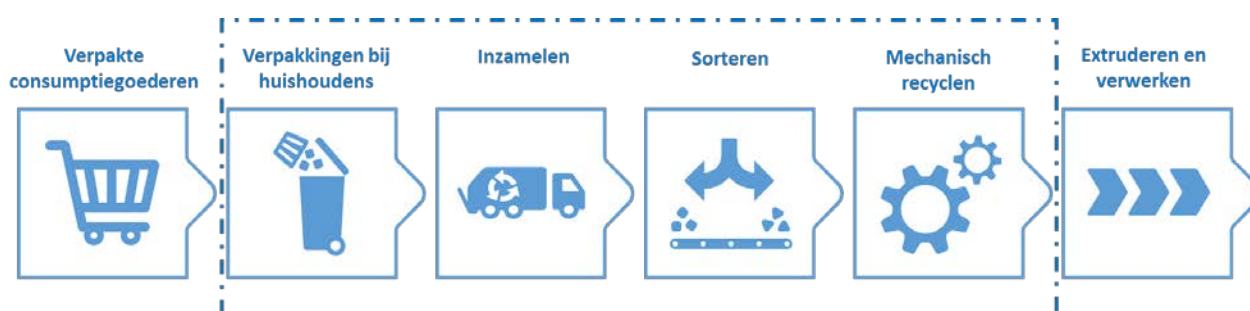 Verpakte
consumptiegoederen
Verpakkingen bij
huishoudens
Inzamelen
Sorteren
Mechanisch
recyclen
Extruderen en
verwerken